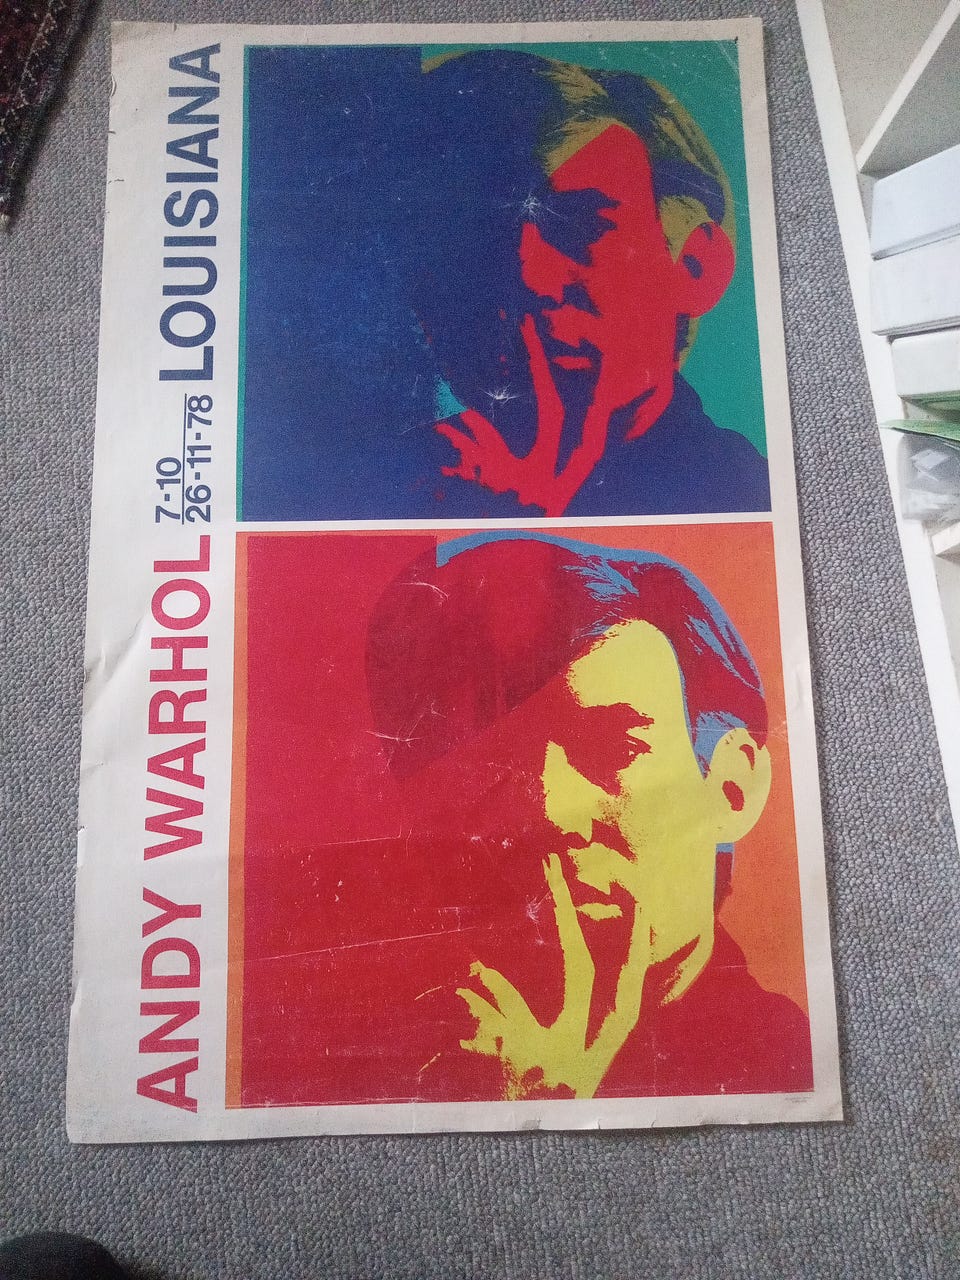 ANDY WARHOL
7-10
26-11-78
LOUISIANA